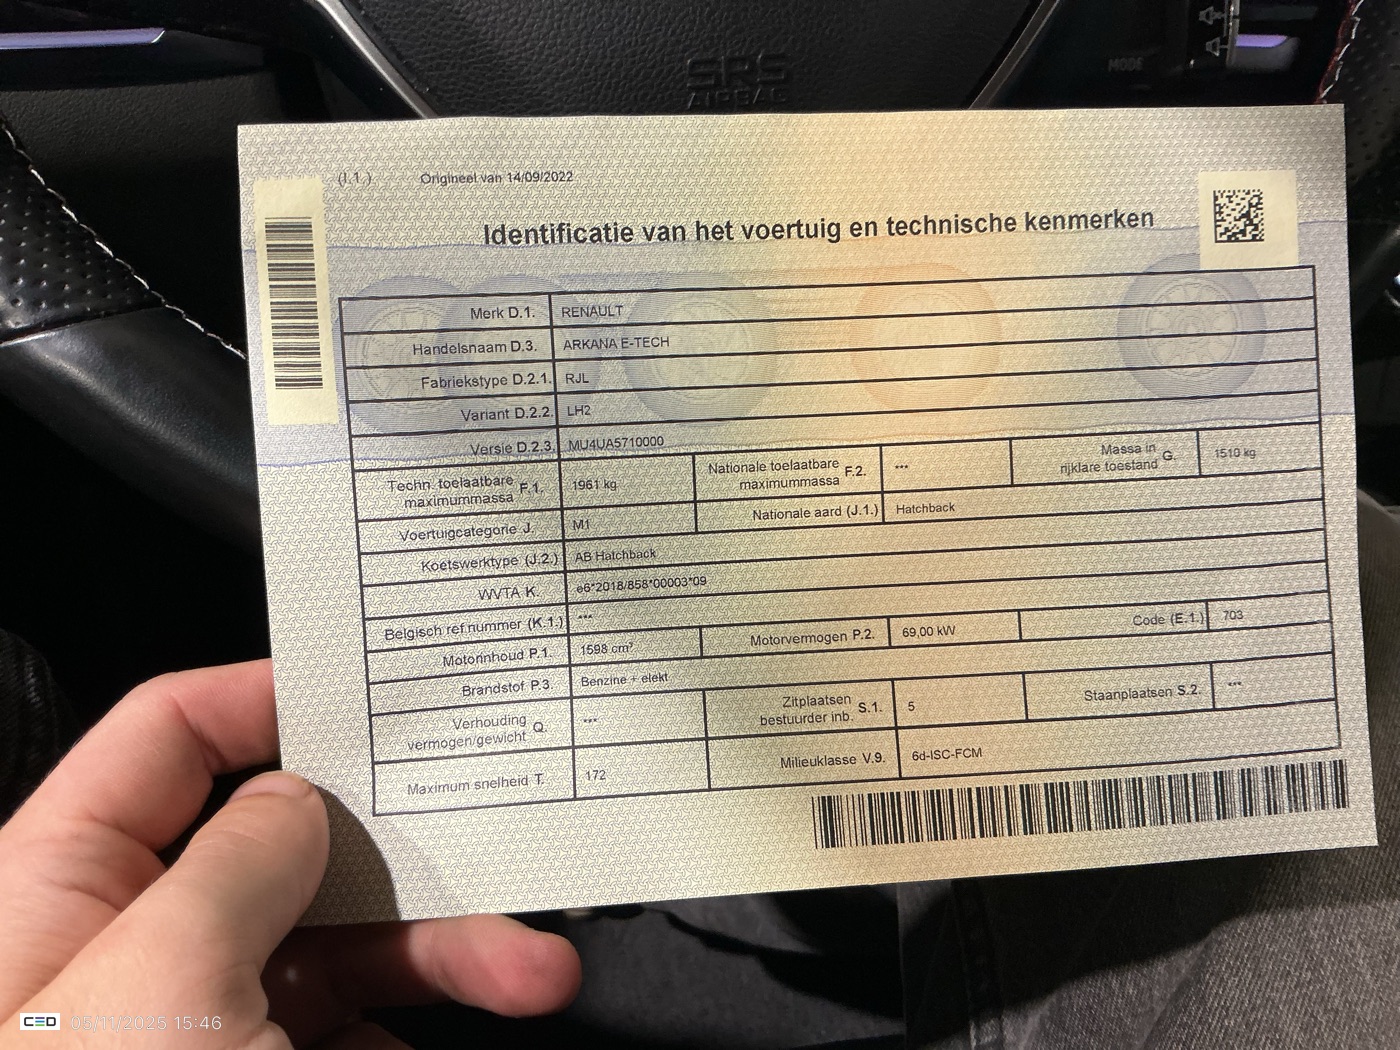 SRS
AIRBAG
MODE
(I.1.) Origineel van 14/09/2022
Identificatie van het voertuig en technische kenmerken
Merk D.1. RENAULT
Handelsnaam D.3. ARKANA E-TECH
Fabriekstype D.2.1. RJL
Variant D.2.2. LH2
Versie D.2.3. MU4UA5710000
Techn. toelaatbare maximummassa F.1. 1961 kg Nationale toelaatbare maximummassa F.2. *** Massa in rijklare toestand G. 1510 kg
Voertuigcategorie J. M1 Nationale aard (J.1.) Hatchback
Koetswerktype (J.2.) AB Hatchback
WVTA K. e6*2018/858*00003*09
Belgisch ref.nummer (K.1.) ***
Motorinhoud P.1. 1598 cm³ Motorvermogen P.2. 69,00 kW Code (E.1.) 703
Brandstof P.3. Benzine + elekt
Verhouding vermogen/gewicht Q. *** Zitplaatsen bestuurder inb. S.1. 5 Staanplaatsen S.2. ***
Maximum snelheid T. 172 Milieuklasse V.9. 6d-ISC-FCM
CED 05/11/2025 15:46